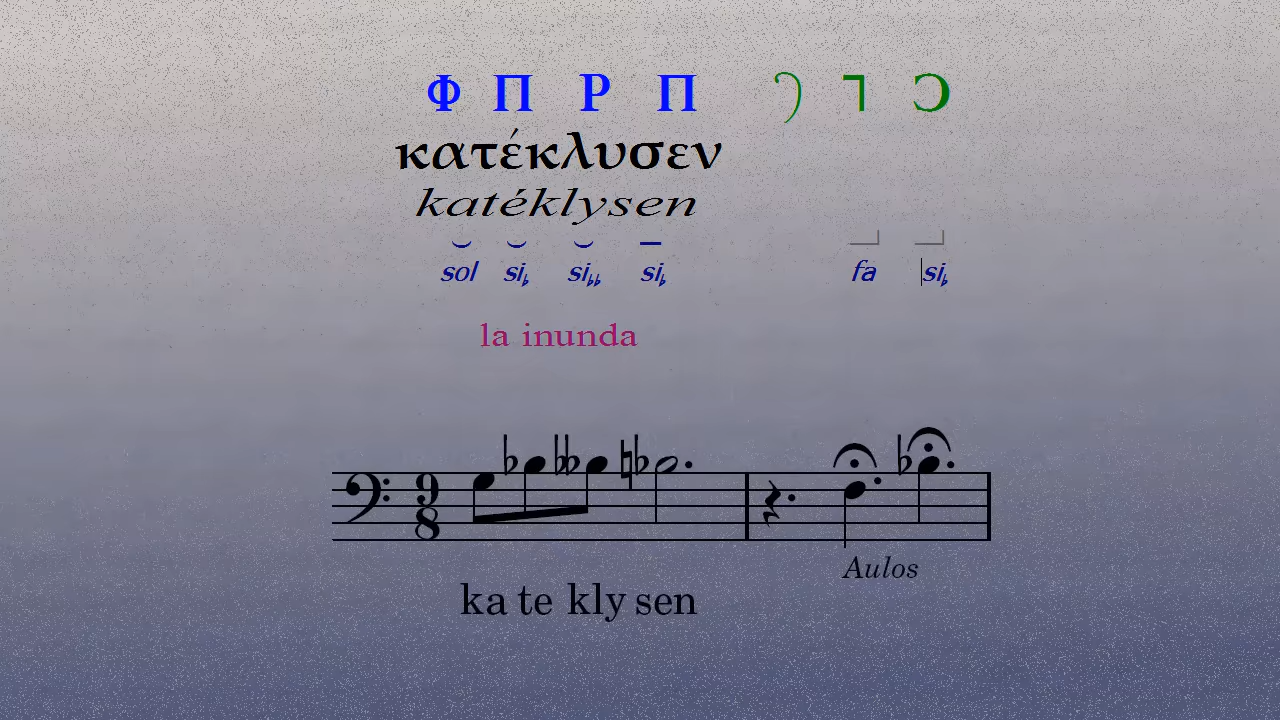 Φ Π Ρ Π Ͻ ㄱ Ͻ
κατέκλυσεν
katéklysen
sol si♭ si♭♭ si♭ fa si♭
la inunda
9
8
Aulos
ka te kly sen